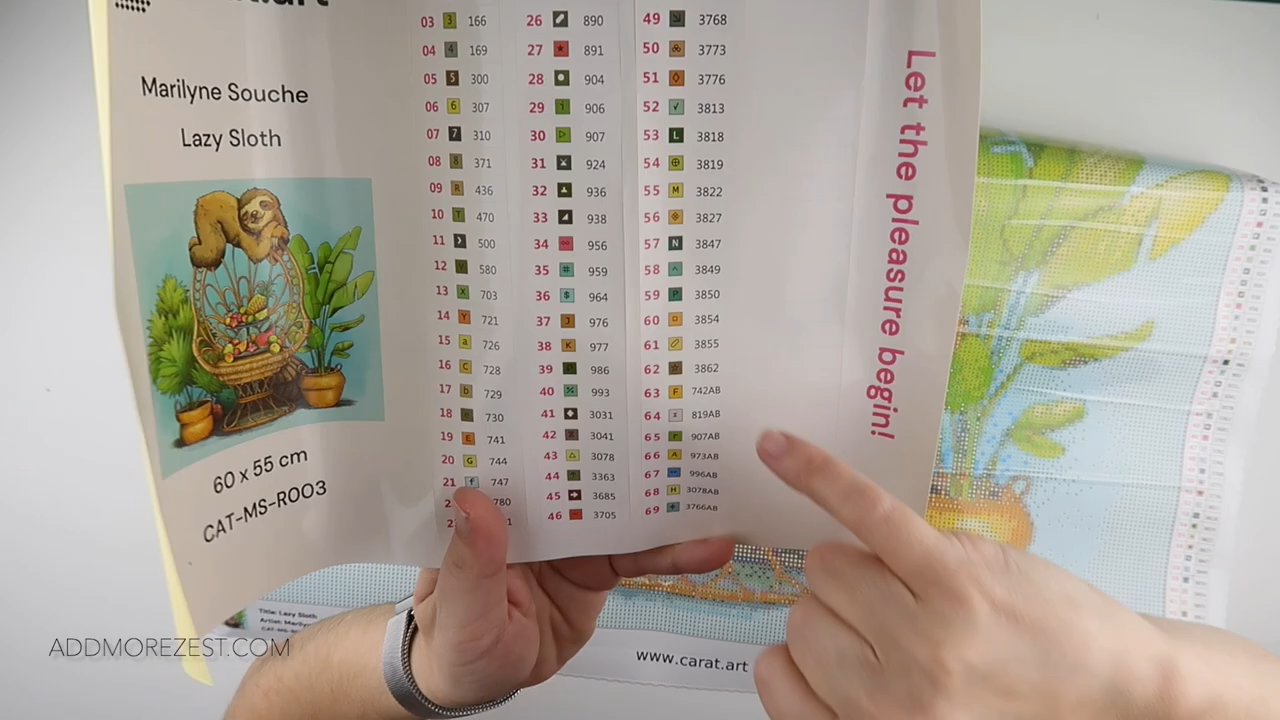 Marilyne Souche
Lazy Sloth
60 x 55 cm
CAT-MS-R003
03 3 166
04 4 169
05 5 300
06 6 307
07 7 310
08 8 371
09 R 436
10 T 470
11 500
12 Y 580
13 X 703
14 Y 721
15 a 726
16 C 728
17 b 729
18 730
19 E 741
20 G 744
21 f 747
780
26 890
27 891
28 904
29 906
30 907
31 924
32 936
33 938
34 956
35 # 959
36 $ 964
37 976
38 K 977
39 986
40 993
41 3031
42 3041
43 3078
44 3363
45 3685
46 3705
49 3768
50 3773
51 3776
52 3813
53 L 3818
54 3819
55 M 3822
56 3827
57 N 3847
58 3849
59 P 3850
60 3854
61 3855
62 3862
63 F 742AB
64 819AB
65 907AB
66 A 973AB
67 996AB
68 H 3078AB
69 3766AB
Let the pleasure begin!
Title: Lazy Sloth
www.carat.art
ADDMOREZEST.COM